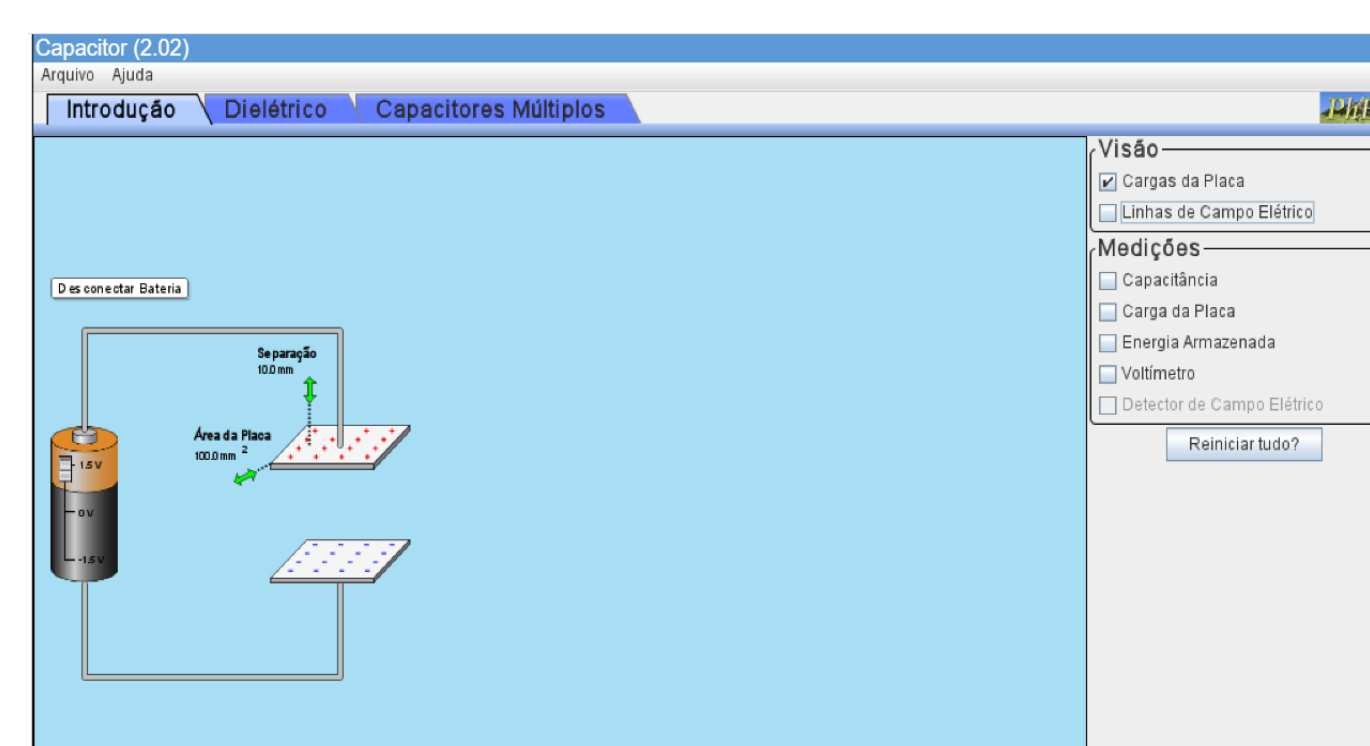 Capacitor (2.02)
Arquivo Ajuda
Introdução Dielétrico Capacitores Múltiplos
Visão
Cargas da Placa
Linhas de Campo Elétrico
Medições
Capacitância
Carga da Placa
Energia Armazenada
Voltímetro
Detector de Campo Elétrico
Reiniciar tudo?
Desconectar Bateria
Separação
10.0 mm
Área da Placa
100.0 mm 2
1.5 V
0 V
-1.5 V